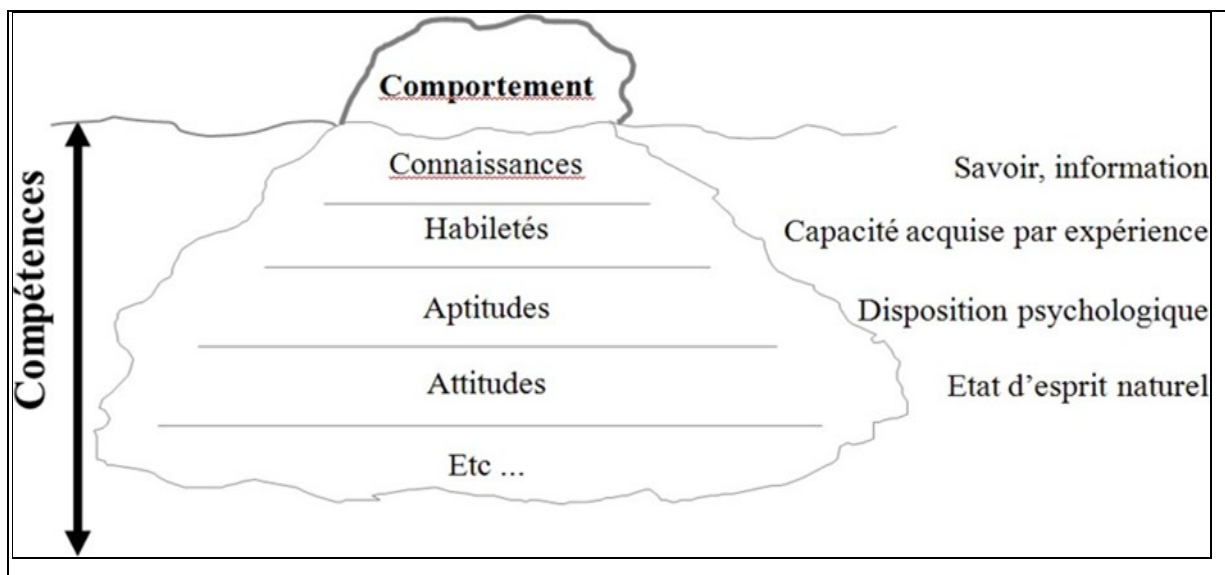 Comportement
Compétences
Connaissances
Savoir, information
Habiletés
Capacité acquise par expérience
Aptitudes
Disposition psychologique
Attitudes
Etat d’esprit naturel
Etc ...